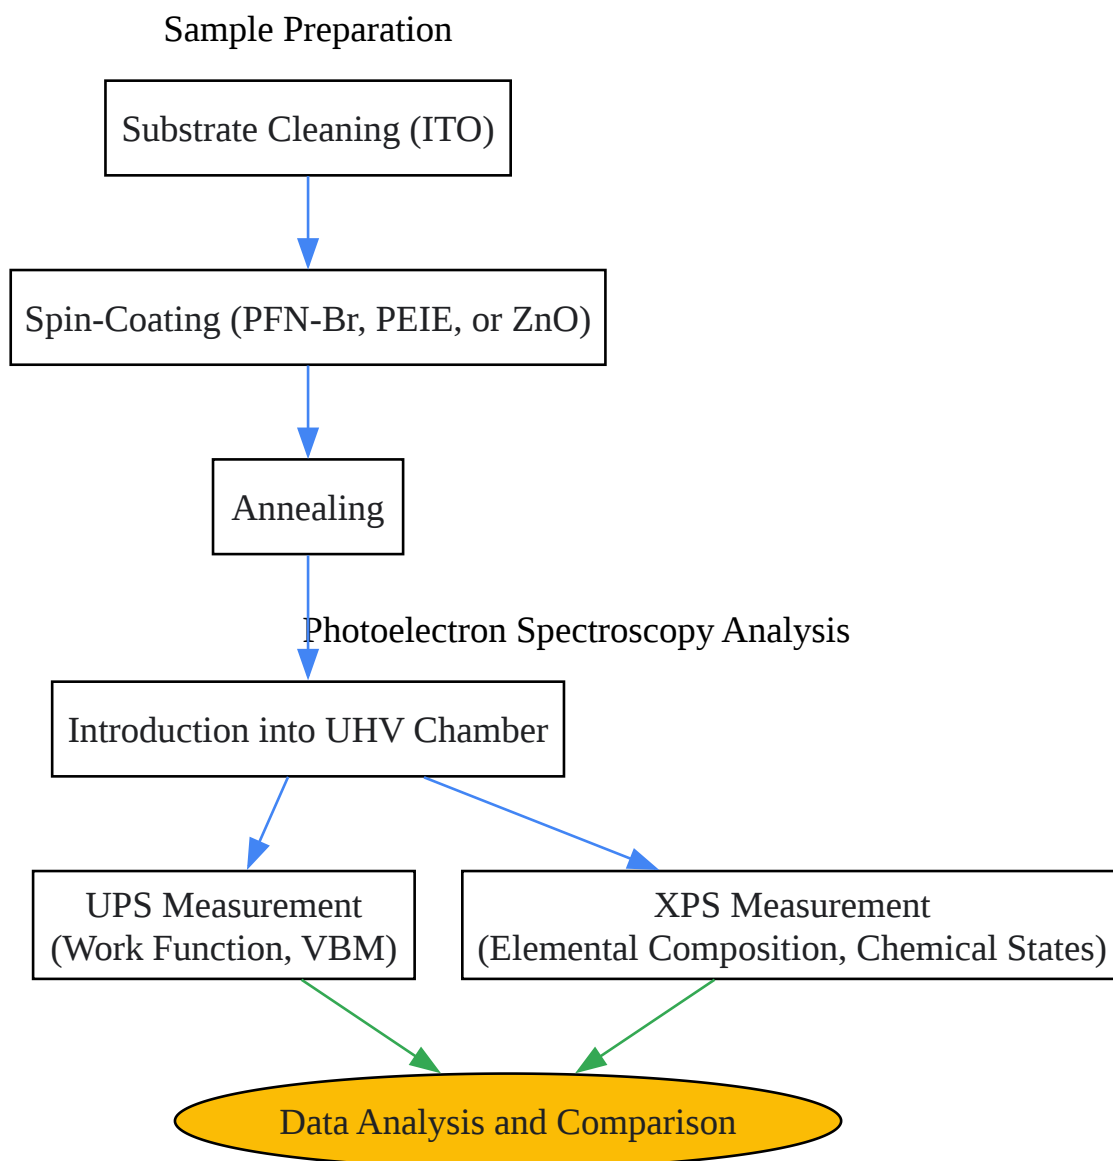 Sample Preparation
Substrate Cleaning (ITO)
Spin-Coating (PFN-Br, PEIE, or ZnO)
Annealing
Photoelectron Spectroscopy Analysis
Introduction into UHV Chamber
UPS Measurement
(Work Function, VBM)
XPS Measurement
(Elemental Composition, Chemical States)
Data Analysis and Comparison